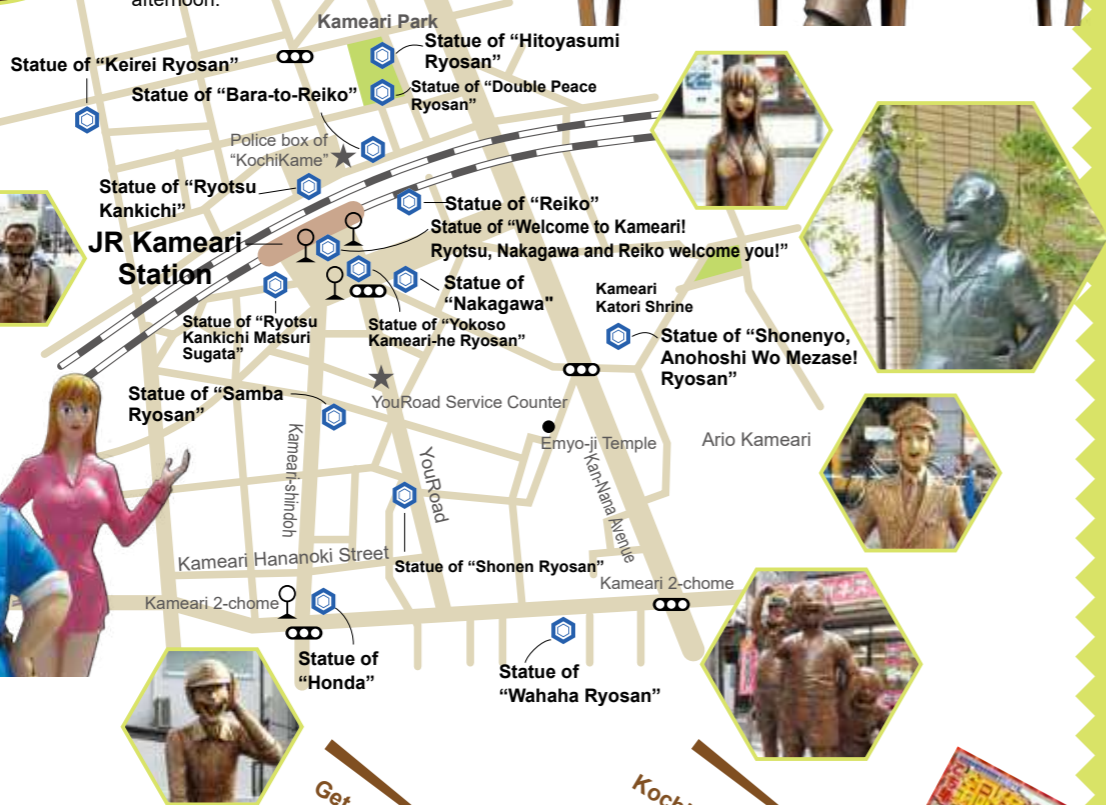 afternoon.
Kameari Park
Statue of “Hitoyasumi
Ryosan”
Statue of “Keirei Ryosan”
Statue of “Bara-to-Reiko”
Statue of “Double Peace
Ryosan”
Police box of
“KochiKame”
Statue of “Ryotsu
Kankichi”
Statue of “Reiko”
JR Kameari
Station
Statue of “Welcome to Kameari!
Ryotsu, Nakagawa and Reiko welcome you!”
Statue of
“Nakagawa"
Kameari
Katori Shrine
Statue of “Ryotsu
Kankichi Matsuri
Sugata”
Statue of “Yokoso
Kameari-he Ryosan”
Statue of “Shonenyo,
Anohoshi Wo Mezase!
Ryosan”
Statue of “Samba
Ryosan”
YouRoad Service Counter
Emyo-ji Temple
Ario Kameari
Kameari-shindoh
YouRoad
Kan-Nana Avenue
Kameari Hananoki Street
Statue of “Shonen Ryosan”
Kameari 2-chome
Kameari 2-chome
Statue of
“Honda”
Statue of
“Wahaha Ryosan”
Get